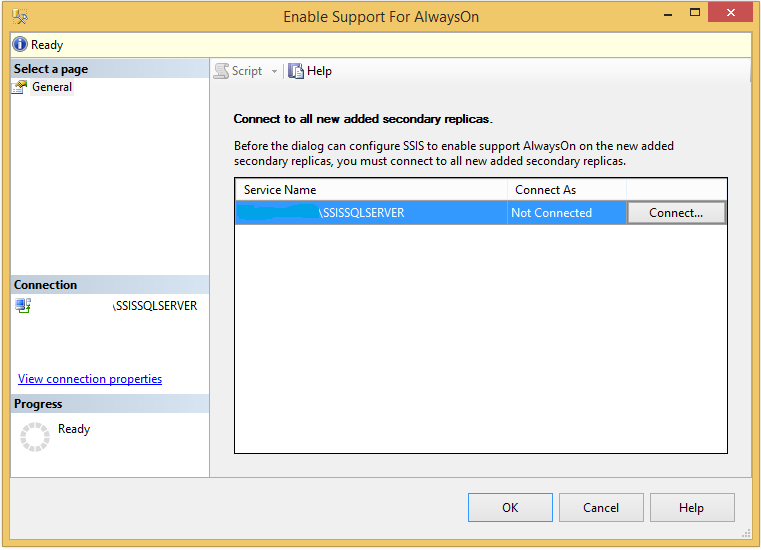 Enable Support For AlwaysOn
Ready
Select a page
General
Script
Help
Connect to all new added secondary replicas.
Before the dialog can configure SSIS to enable support AlwaysOn on the new added
secondary replicas, you must connect to all new added secondary replicas.
Service Name Connect As
\SSISSQLSERVER Not Connected Connect...
Connection
\SSISSQLSERVER
View connection properties
Progress
Ready
OK Cancel Help